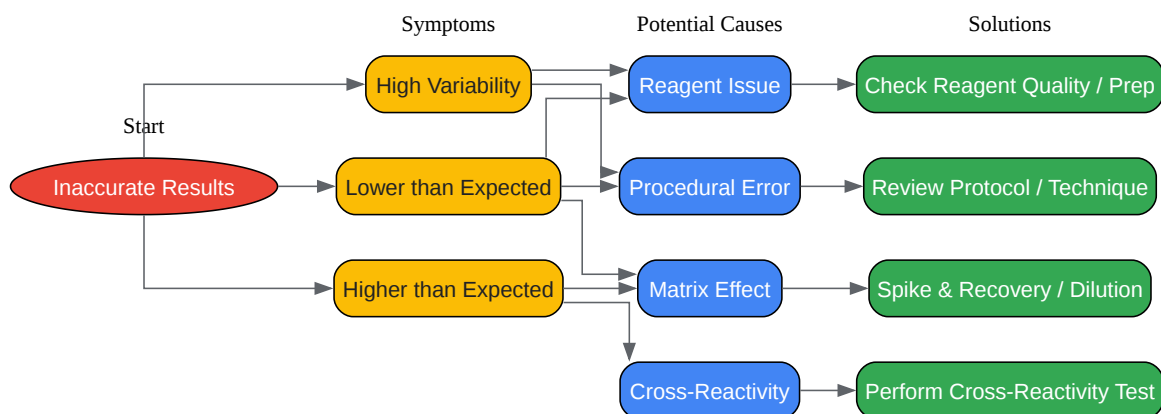 Symptoms
Potential Causes
Solutions
High Variability
Reagent Issue
Check Reagent Quality / Prep
Start
Inaccurate Results
Lower than Expected
Procedural Error
Review Protocol / Technique
Higher than Expected
Matrix Effect
Spike & Recovery / Dilution
Cross-Reactivity
Perform Cross-Reactivity Test